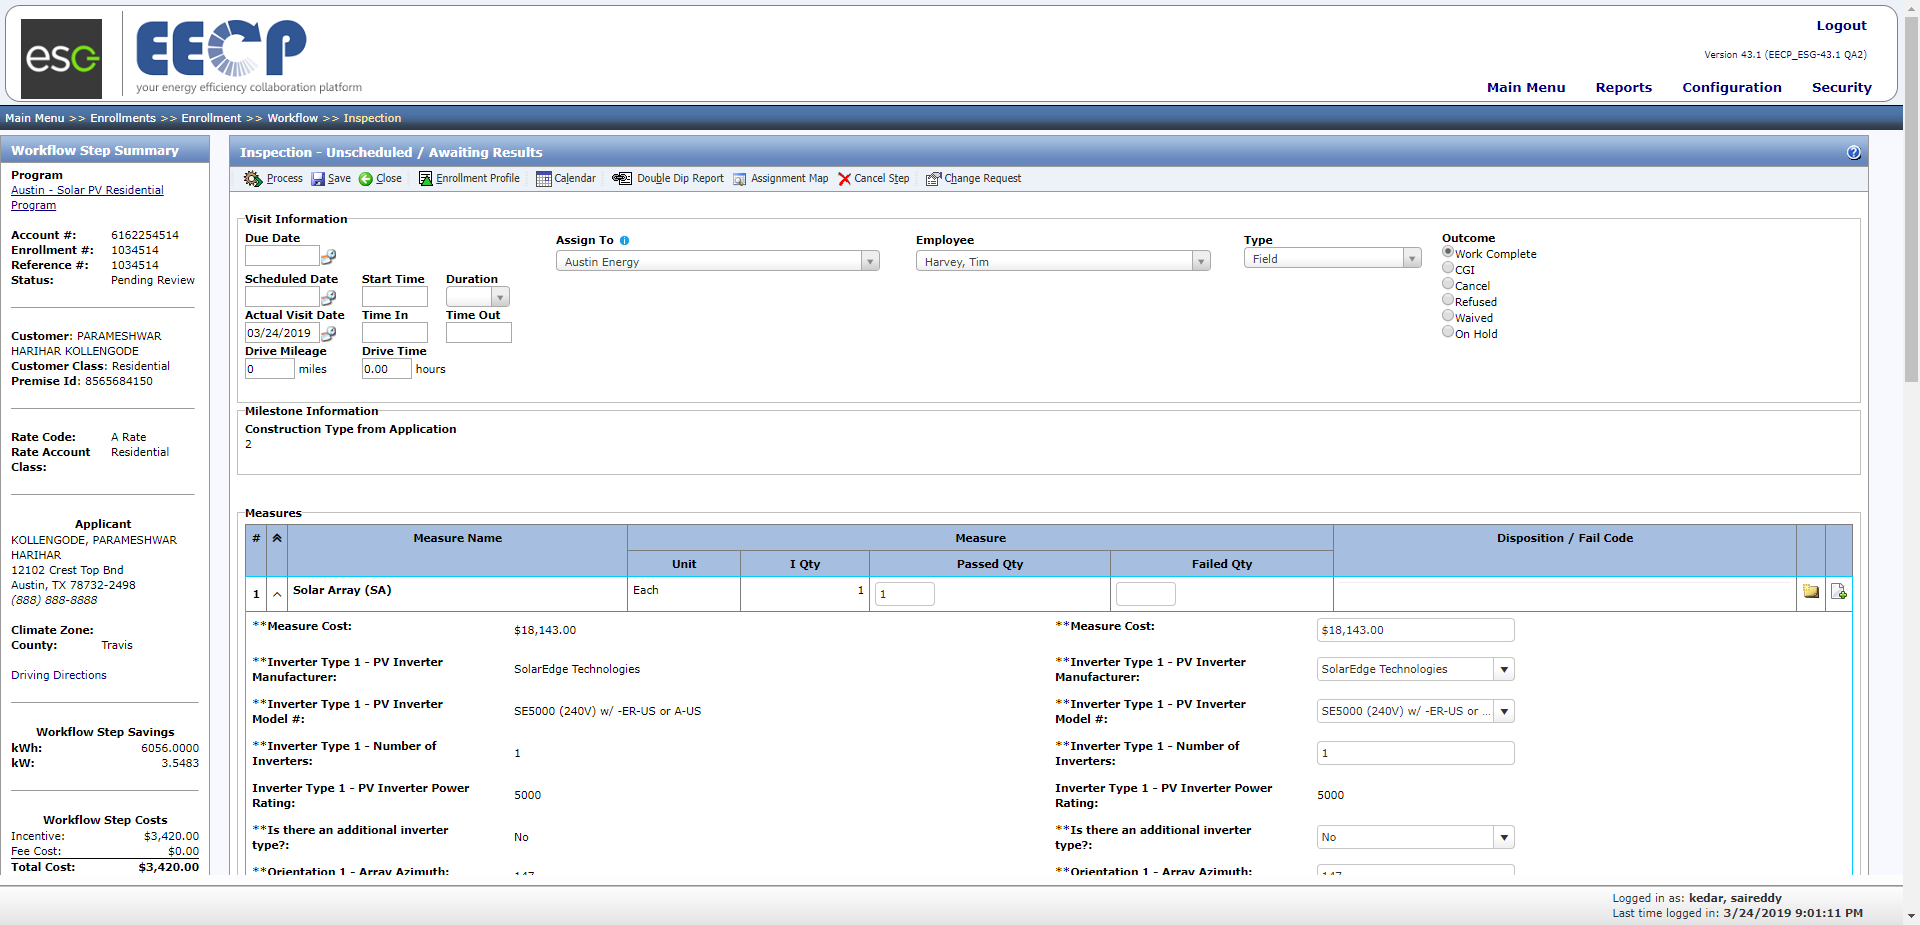 esg
EECP
your energy efficiency collaboration platform
Logout
Version 43.1 (EECP_ESG-43.1 QA2)
Main Menu Reports Configuration Security
Main Menu >> Enrollments >> Enrollment >> Workflow >> Inspection
Workflow Step Summary
Program
Austin - Solar PV Residential
Program
Account #: 6162254514
Enrollment #: 1034514
Reference #: 1034514
Status: Pending Review
Customer: PARAMESHWAR
HARIHAR KOLLENGODE
Customer Class: Residential
Premise Id: 8565684150
Rate Code: A Rate
Rate Account Residential
Class:
Applicant
KOLLENGODE, PARAMESHWAR
HARIHAR
12102 Crest Top Bnd
Austin, TX 78732-2498
(888) 888-8888
Climate Zone:
County: Travis
Driving Directions
Workflow Step Savings
kWh: 6056.0000
kW: 3.5483
Workflow Step Costs
Incentive: $3,420.00
Fee Cost: $0.00
Total Cost: $3,420.00
Inspection - Unscheduled / Awaiting Results
Process Save Close Enrollment Profile Calendar Double Dip Report Assignment Map Cancel Step Change Request
Visit Information
Due Date
Scheduled Date Start Time Duration
Actual Visit Date Time In Time Out
03/24/2019
Drive Mileage Drive Time
0 miles 0.00 hours
Assign To
Austin Energy
Employee
Harvey, Tim
Type
Field
Outcome
Work Complete
CGI
Cancel
Refused
Waived
On Hold
Milestone Information
Construction Type from Application
2
Measures
# Measure Name Measure Disposition / Fail Code
Unit I Qty Passed Qty Failed Qty
1 Solar Array (SA) Each 1 1
**Measure Cost: $18,143.00 **Measure Cost: $18,143.00
**Inverter Type 1 - PV Inverter SolarEdge Technologies **Inverter Type 1 - PV Inverter SolarEdge Technologies
Manufacturer: Manufacturer:
**Inverter Type 1 - PV Inverter SE5000 (240V) w/ -ER-US or A-US **Inverter Type 1 - PV Inverter SE5000 (240V) w/ -ER-US or ...
Model #: Model #:
**Inverter Type 1 - Number of 1 **Inverter Type 1 - Number of 1
Inverters: Inverters:
Inverter Type 1 - PV Inverter Power 5000 Inverter Type 1 - PV Inverter Power 5000
Rating: Rating:
**Is there an additional inverter No **Is there an additional inverter No
type?: type?:
**Orientation 1 - Array Azimuth: 147 **Orientation 1 - Array Azimuth: 147
Logged in as: kedar, saireddy
Last time logged in: 3/24/2019 9:01:11 PM